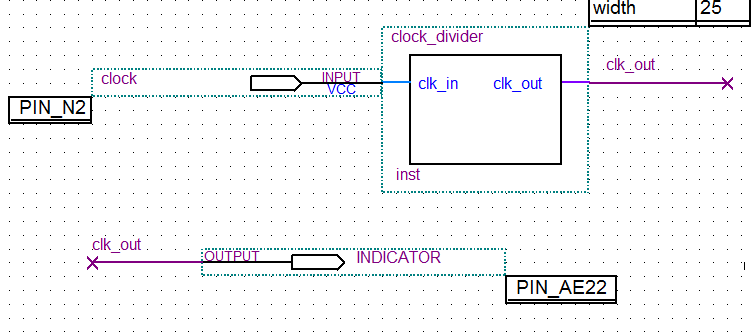 width 25
clock_divider
clock INPUT clk_in clk_out clk_out
VCC
PIN_N2
inst
clk_out OUTPUT INDICATOR
PIN_AE22